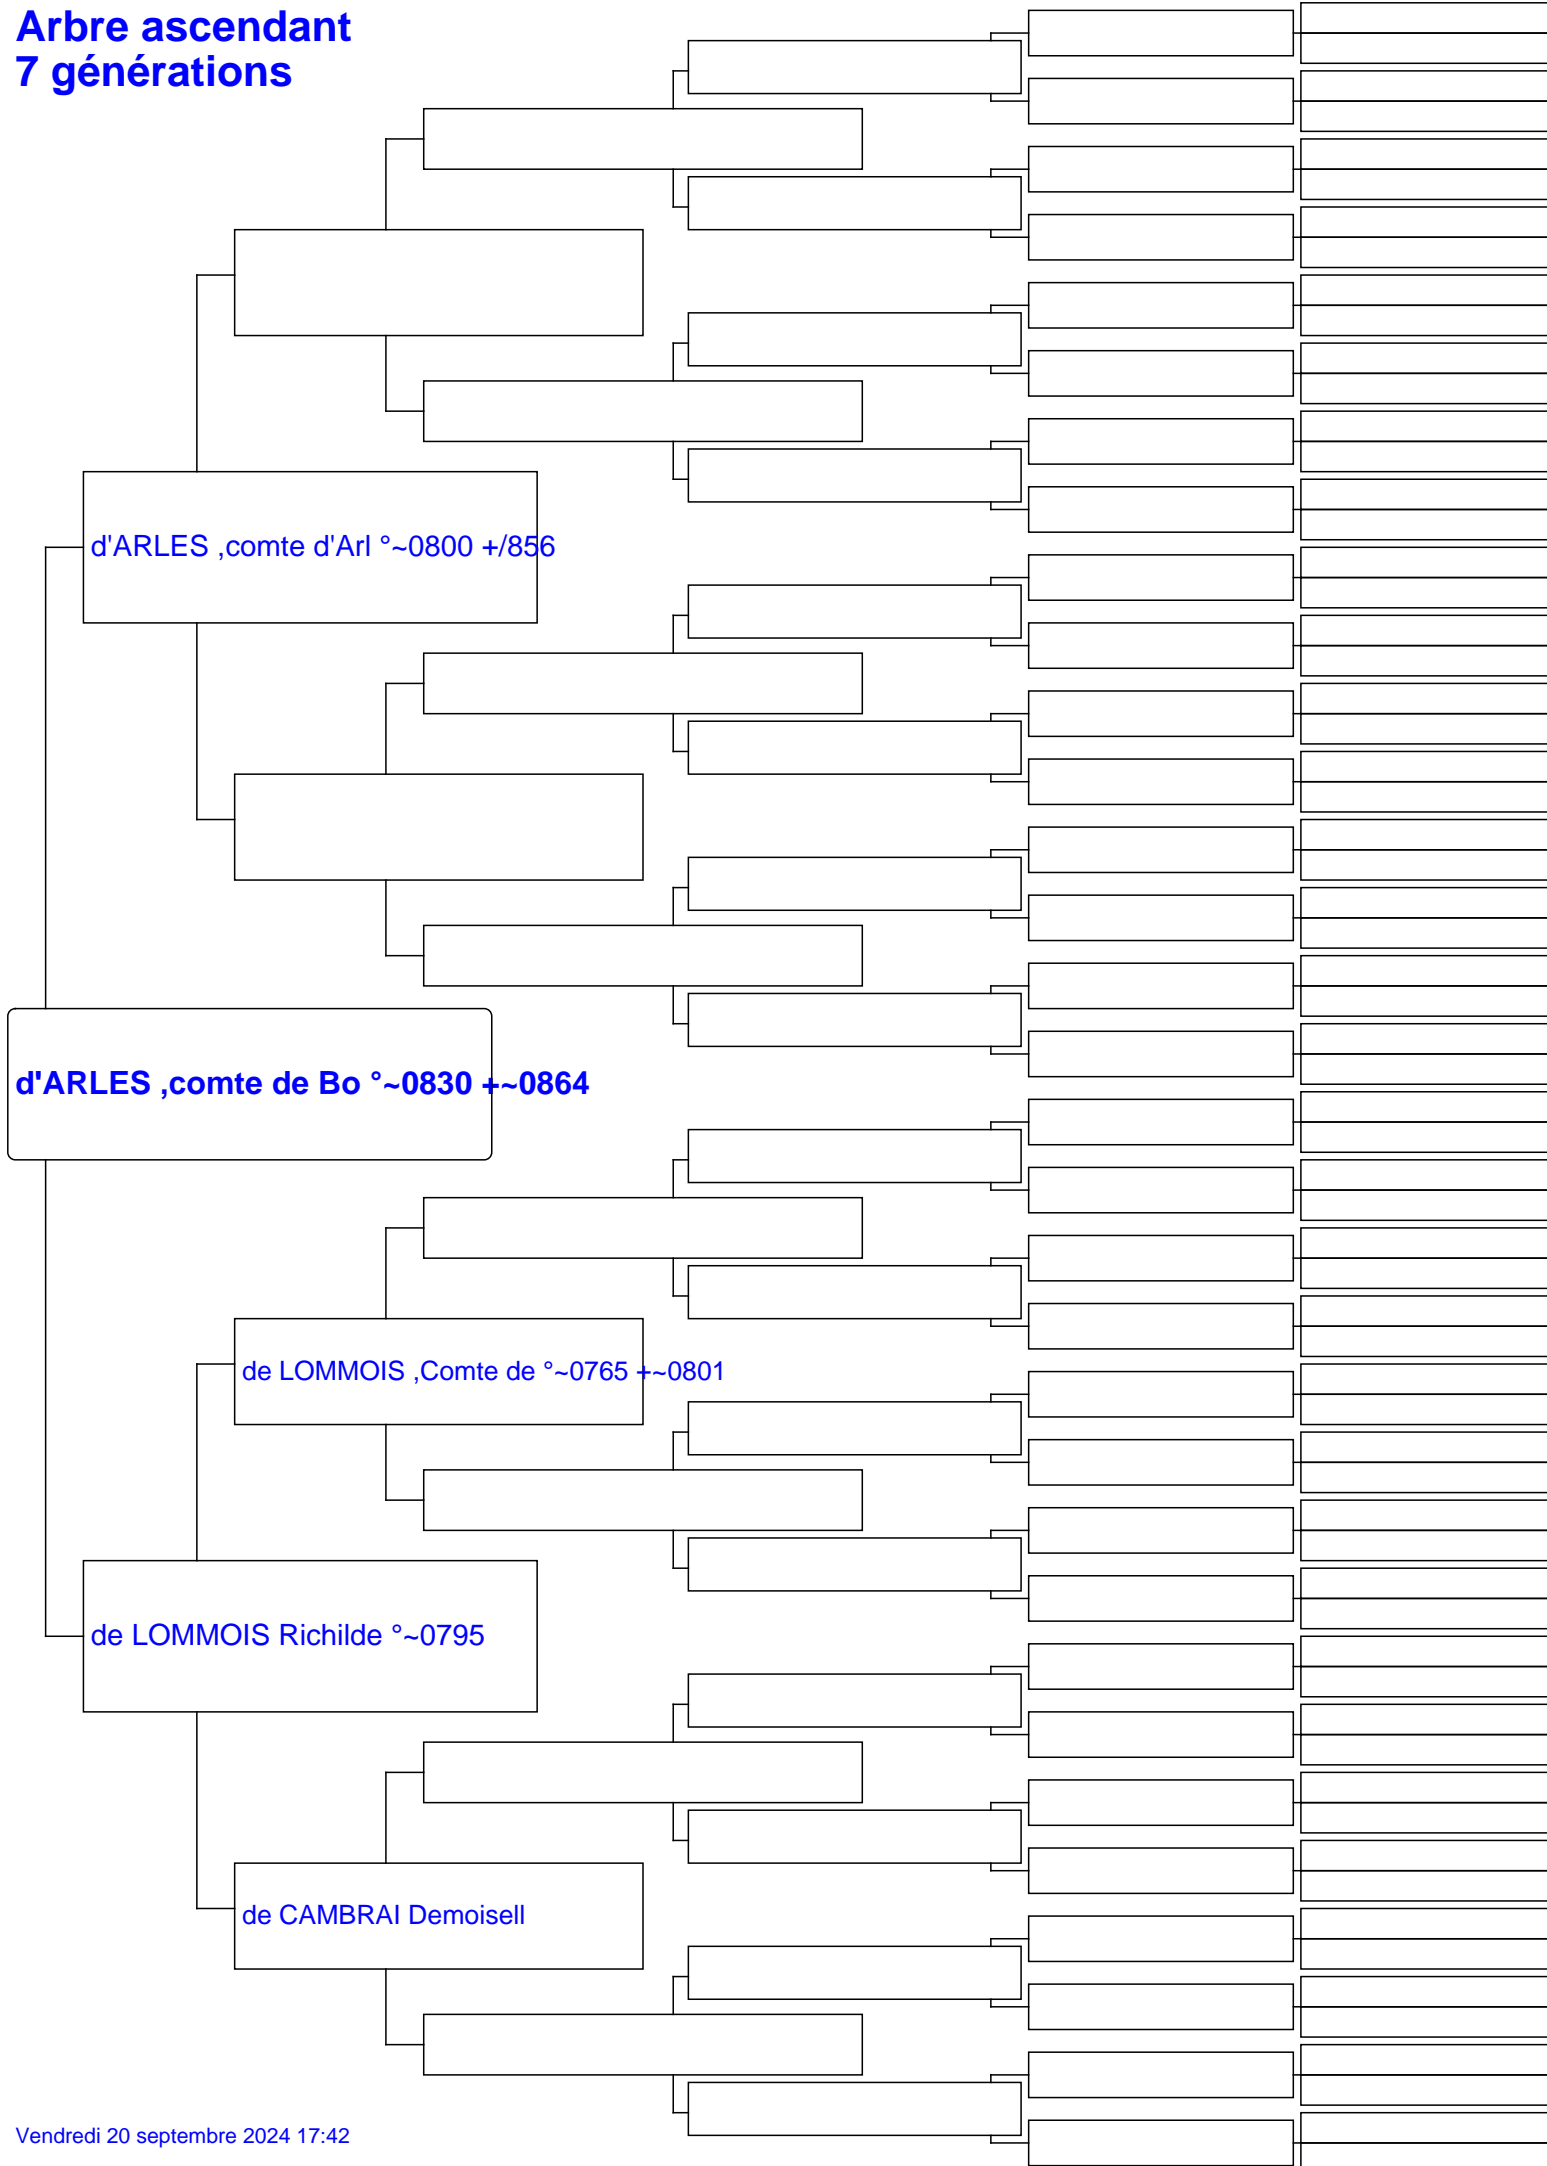 Arbre ascendant
7 générations
d'ARLES ,comte d'Arl °~0800 +/856
d'ARLES ,comte de Bo °~0830 +~0864
de LOMMOIS ,Comte de °~0765 +~0801
de LOMMOIS Richilde °~0795
de CAMBRAI Demoisell
Vendredi 20 septembre 2024 17:42